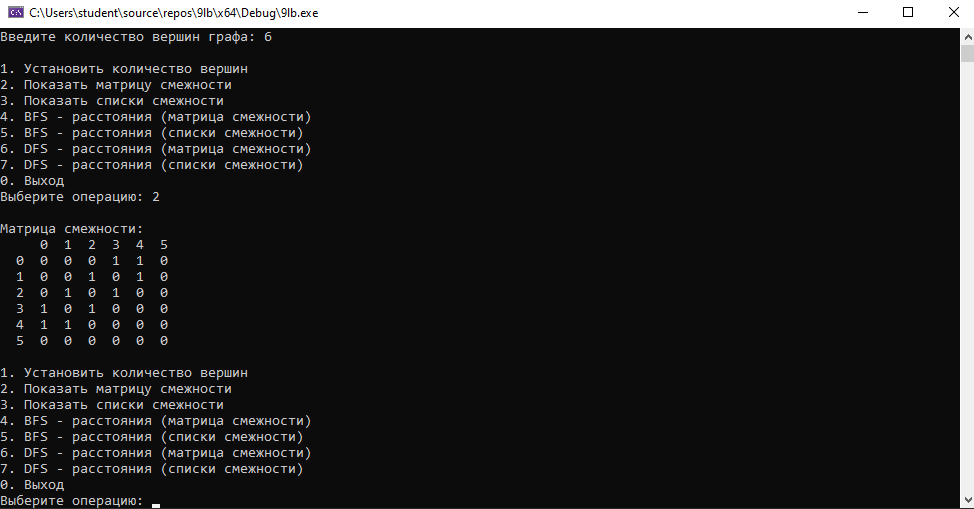 C:\Users\student\source\repos\9lb\x64\Debug\9lb.exe
Введите количество вершин графа: 6
1. Установить количество вершин
2. Показать матрицу смежности
3. Показать списки смежности
4. BFS - расстояния (матрица смежности)
5. BFS - расстояния (списки смежности)
6. DFS - расстояния (матрица смежности)
7. DFS - расстояния (списки смежности)
0. Выход
Выберите операцию: 2
Матрица смежности:
0 1 2 3 4 5
0 0 0 0 1 1 0
1 0 0 1 0 1 0
2 0 1 0 1 0 0
3 1 0 1 0 0 0
4 1 1 0 0 0 0
5 0 0 0 0 0 0
1. Установить количество вершин
2. Показать матрицу смежности
3. Показать списки смежности
4. BFS - расстояния (матрица смежности)
5. BFS - расстояния (списки смежности)
6. DFS - расстояния (матрица смежности)
7. DFS - расстояния (списки смежности)
0. Выход
Выберите операцию: